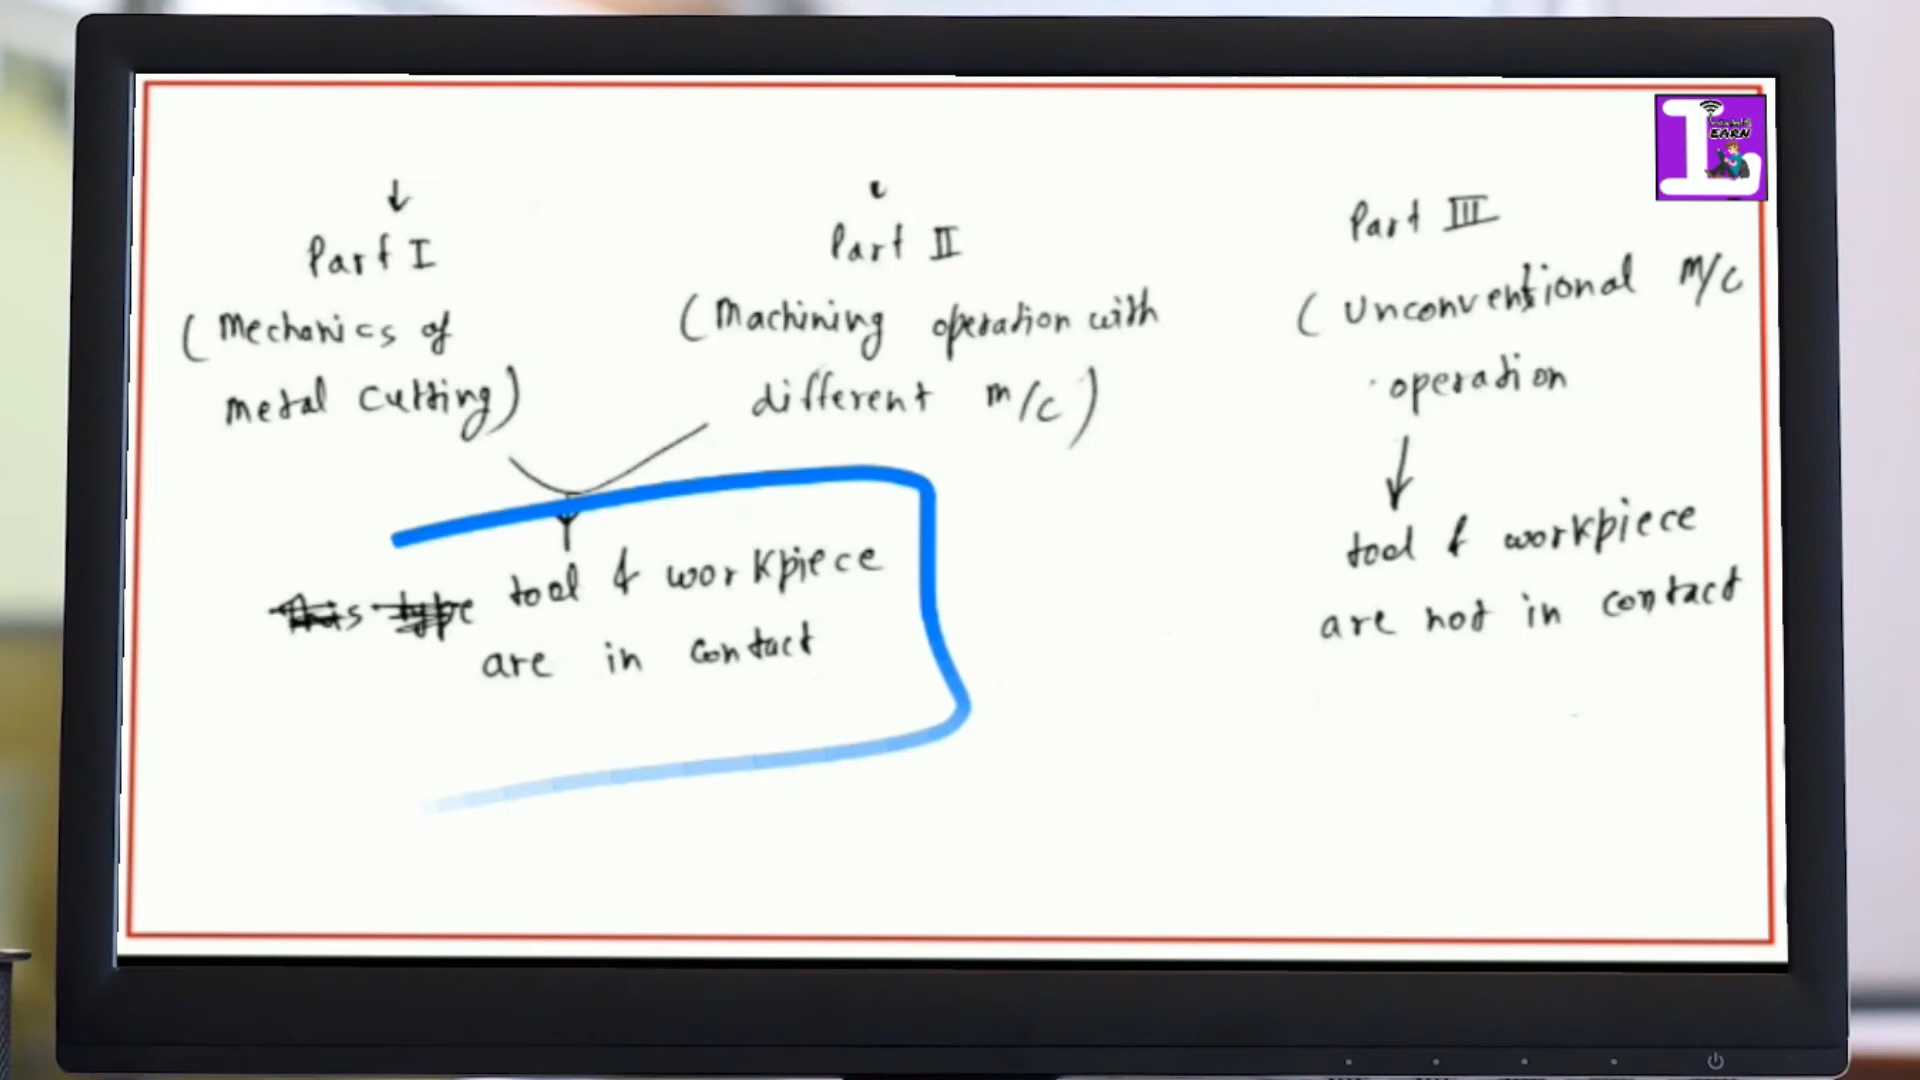 Part I
(Mechanics of
metal cutting)
Part II
(Machining operation with
different m/c)
tool & workpiece
are in contact
Part III
(Unconventional M/C
operation
tool & workpiece
are not in contact
L
EARN